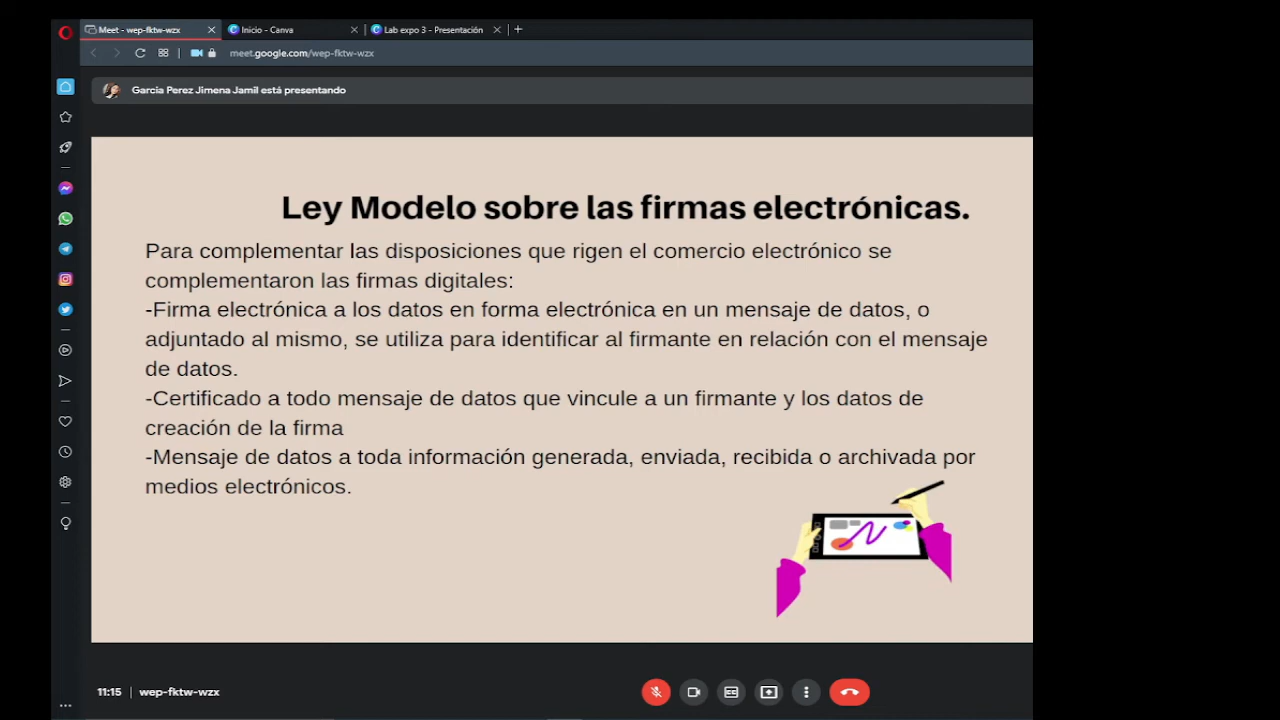 Meet - wep-fktw-wzx
Inicio - Canva
Lab expo 3 - Presentación
meet.google.com/wep-fktw-wzx
Garcia Perez Jimena Jamil está presentando
Ley Modelo sobre las firmas electrónicas.
Para complementar las disposiciones que rigen el comercio electrónico se
complementaron las firmas digitales:
-Firma electrónica a los datos en forma electrónica en un mensaje de datos, o
adjuntado al mismo, se utiliza para identificar al firmante en relación con el mensaje
de datos.
-Certificado a todo mensaje de datos que vincule a un firmante y los datos de
creación de la firma
-Mensaje de datos a toda información generada, enviada, recibida o archivada por
medios electrónicos.
11:15 | wep-fktw-wzx